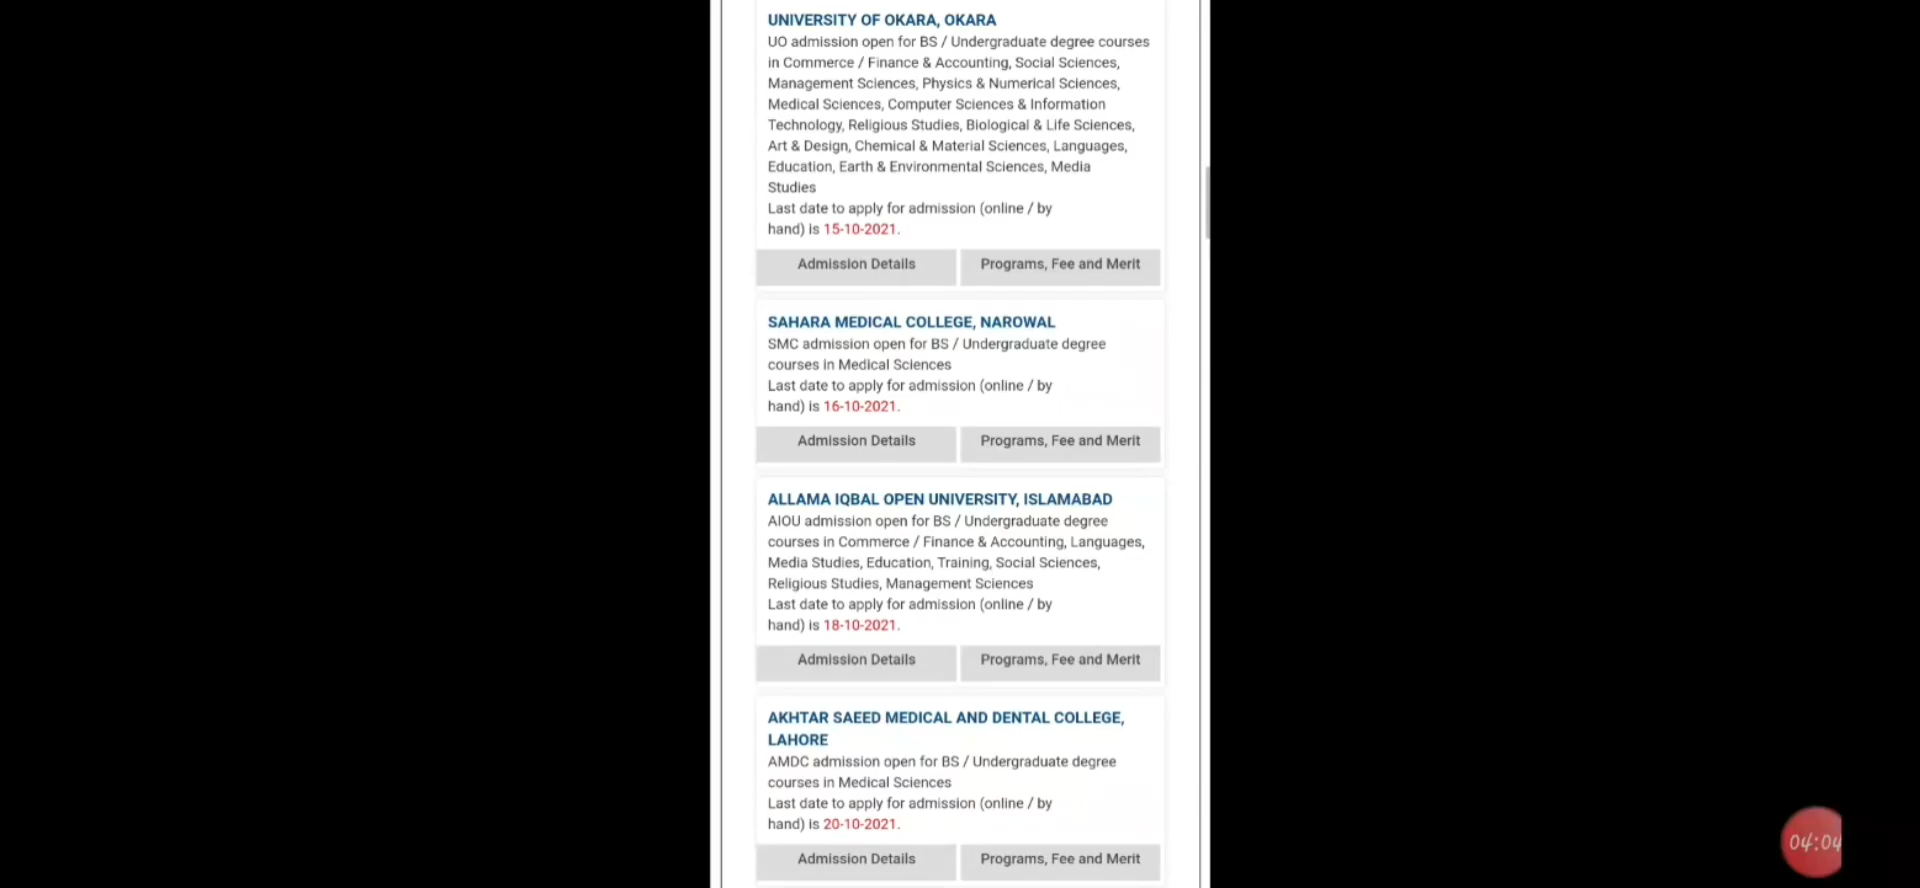 UNIVERSITY OF OKARA, OKARA
UO admission open for BS / Undergraduate degree courses
in Commerce / Finance & Accounting, Social Sciences,
Management Sciences, Physics & Numerical Sciences,
Medical Sciences, Computer Sciences & Information
Technology, Religious Studies, Biological & Life Sciences,
Art & Design, Chemical & Material Sciences, Languages,
Education, Earth & Environmental Sciences, Media
Studies
Last date to apply for admission (online / by
hand) is 15-10-2021.
Admission Details
Programs, Fee and Merit
SAHARA MEDICAL COLLEGE, NAROWAL
SMC admission open for BS / Undergraduate degree
courses in Medical Sciences
Last date to apply for admission (online / by
hand) is 16-10-2021.
Admission Details
Programs, Fee and Merit
ALLAMA IQBAL OPEN UNIVERSITY, ISLAMABAD
AIOU admission open for BS / Undergraduate degree
courses in Commerce / Finance & Accounting, Languages,
Media Studies, Education, Training, Social Sciences,
Religious Studies, Management Sciences
Last date to apply for admission (online / by
hand) is 18-10-2021.
Admission Details
Programs, Fee and Merit
AKHTAR SAEED MEDICAL AND DENTAL COLLEGE,
LAHORE
AMDC admission open for BS / Undergraduate degree
courses in Medical Sciences
Last date to apply for admission (online / by
hand) is 20-10-2021.
Admission Details
Programs, Fee and Merit
04:04